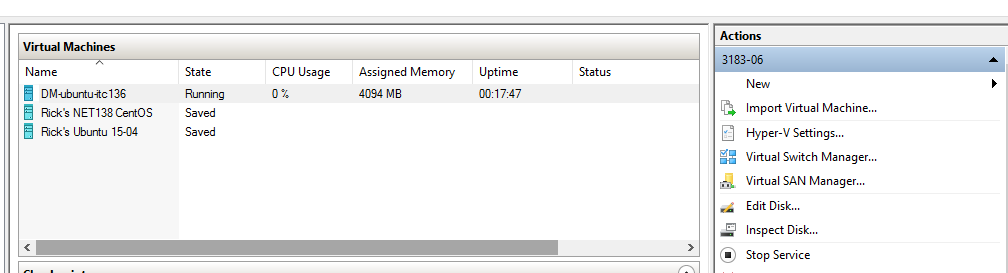 Virtual Machines
Name State CPU Usage Assigned Memory Uptime Status
DM-ubuntu-itc136 Running 0 % 4094 MB 00:17:47
Rick's NET138 CentOS Saved
Rick's Ubuntu 15-04 Saved
Actions
3183-06
New
Import Virtual Machine...
Hyper-V Settings...
Virtual Switch Manager...
Virtual SAN Manager...
Edit Disk...
Inspect Disk...
Stop Service